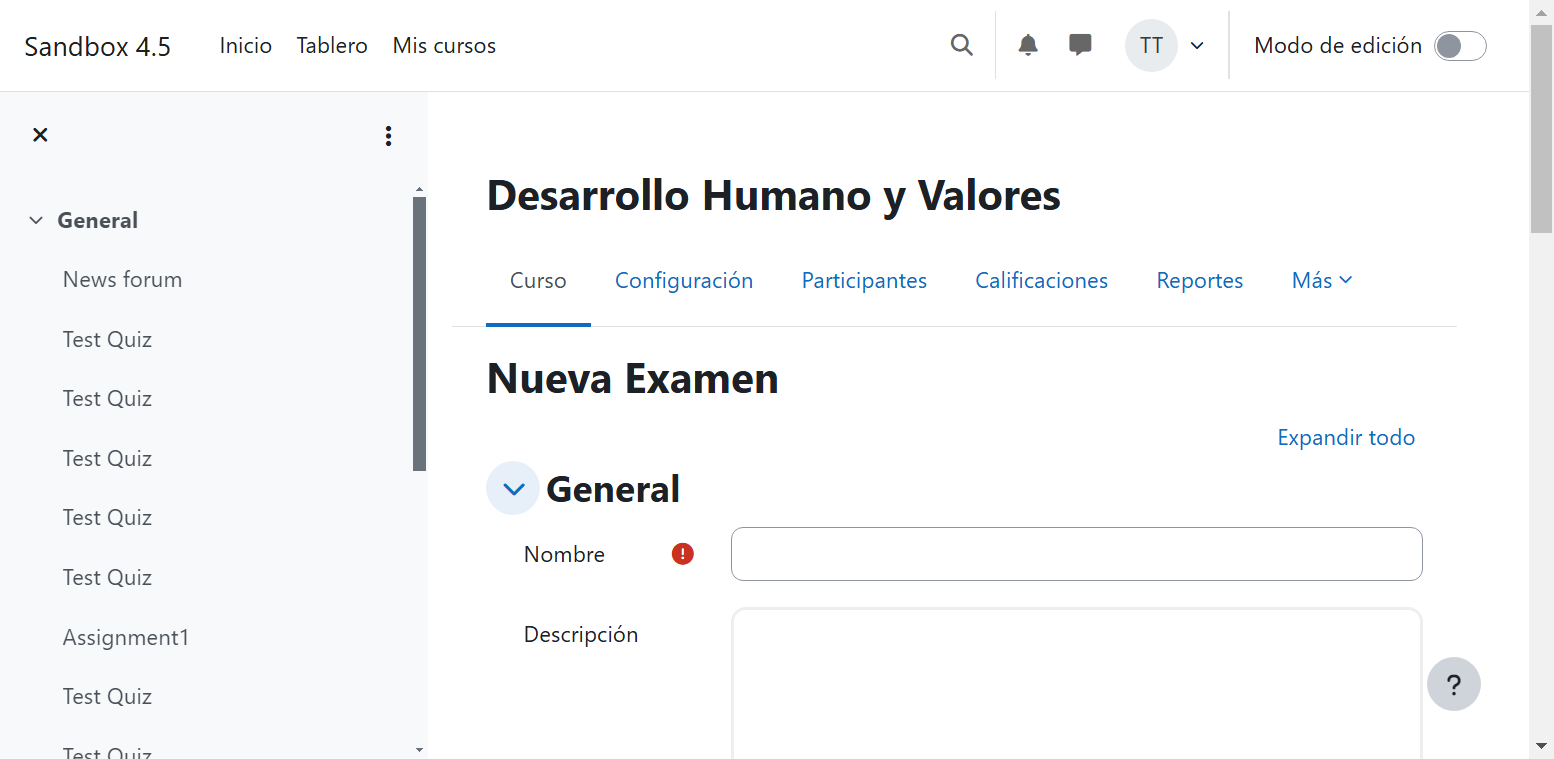 Sandbox 4.5 Inicio Tablero Mis cursos TT Modo de edición
General
News forum
Test Quiz
Test Quiz
Test Quiz
Test Quiz
Test Quiz
Assignment1
Test Quiz
Test Quiz
Desarrollo Humano y Valores
Curso Configuración Participantes Calificaciones Reportes Más
Nueva Examen
Expandir todo
General
Nombre
Descripción
?